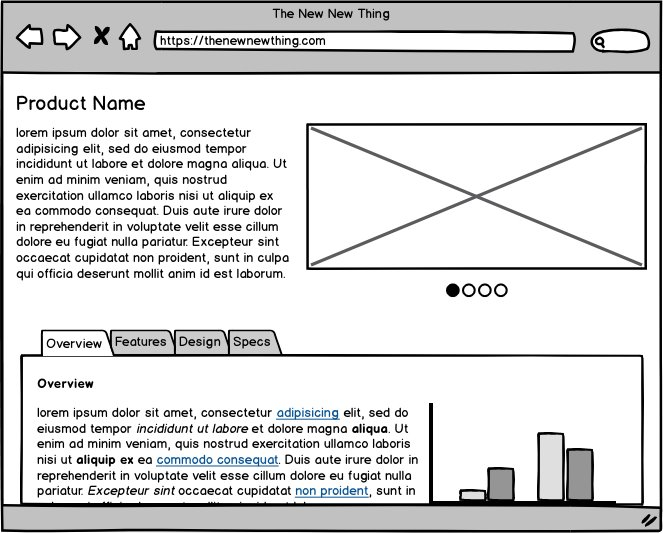 The New New Thing
https://thenewnewthing.com
Product Name
lorem ipsum dolor sit amet, consectetur
adipisicing elit, sed do eiusmod tempor
incididunt ut labore et dolore magna aliqua. Ut
enim ad minim veniam, quis nostrud
exercitation ullamco laboris nisi ut aliquip ex
ea commodo consequat. Duis aute irure dolor
in reprehenderit in voluptate velit esse cillum
dolore eu fugiat nulla pariatur. Excepteur sint
occaecat cupidatat non proident, sunt in culpa
qui officia deserunt mollit anim id est laborum.
Overview Features Design Specs
Overview
lorem ipsum dolor sit amet, consectetur adipisicing elit, sed do
eiusmod tempor incididunt ut labore et dolore magna aliqua. Ut
enim ad minim veniam, quis nostrud exercitation ullamco laboris
nisi ut aliquip ex ea commodo consequat. Duis aute irure dolor in
reprehenderit in voluptate velit esse cillum dolore eu fugiat nulla
pariatur. Excepteur sint occaecat cupidatat non proident, sunt in